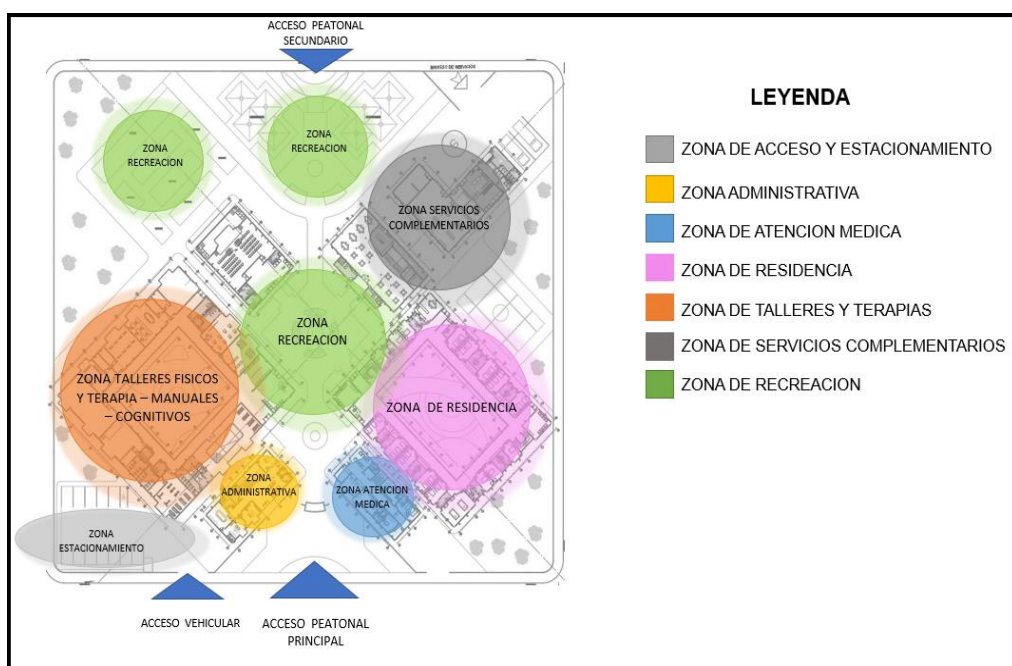 ACCESO PEATONAL
SECUNDARIO
INGRESO DE SERVICIOS
ZONA
RECREACION
ZONA
RECREACION
ZONA SERVICIOS
COMPLEMENTARIOS
ZONA
RECREACION
ZONA TALLERES FISICOS
Y TERAPIA – MANUALES
– COGNITIVOS
ZONA DE RESIDENCIA
ZONA
ADMINISTRATIVA
ZONA ATENCION
MEDICA
ZONA
ESTACIONAMIENTO
ACCESO VEHICULAR
ACCESO PEATONAL
PRINCIPAL
LEYENDA
ZONA DE ACCESO Y ESTACIONAMIENTO
ZONA ADMINISTRATIVA
ZONA DE ATENCION MEDICA
ZONA DE RESIDENCIA
ZONA DE TALLERES Y TERAPIAS
ZONA DE SERVICIOS COMPLEMENTARIOS
ZONA DE RECREACION